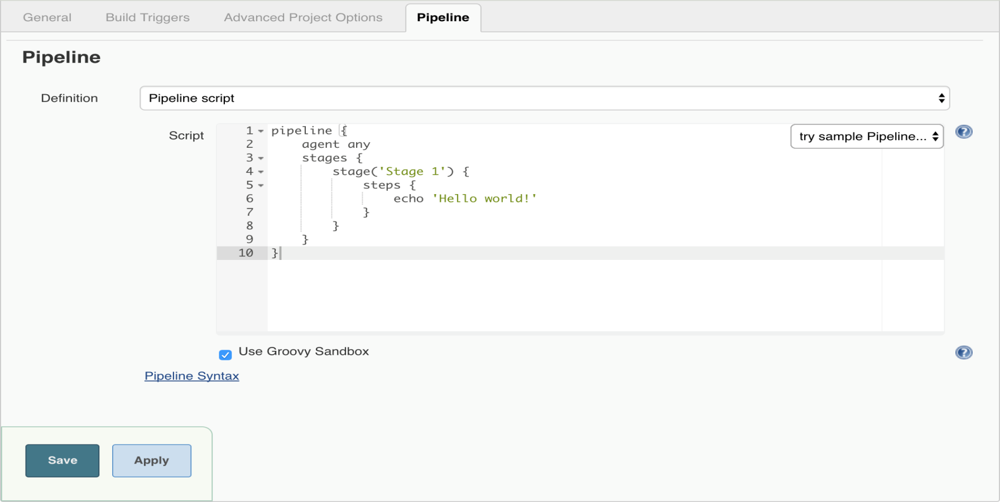 General Build Triggers Advanced Project Options Pipeline
Pipeline
Definition Pipeline script
Script
try sample Pipeline... ?
1 pipeline {
2     agent any
3     stages {
4         stage('Stage 1') {
5             steps {
6                 echo 'Hello world!'
7             }
8         }
9     }
10 }
Use Groovy Sandbox ?
Pipeline Syntax
Save Apply